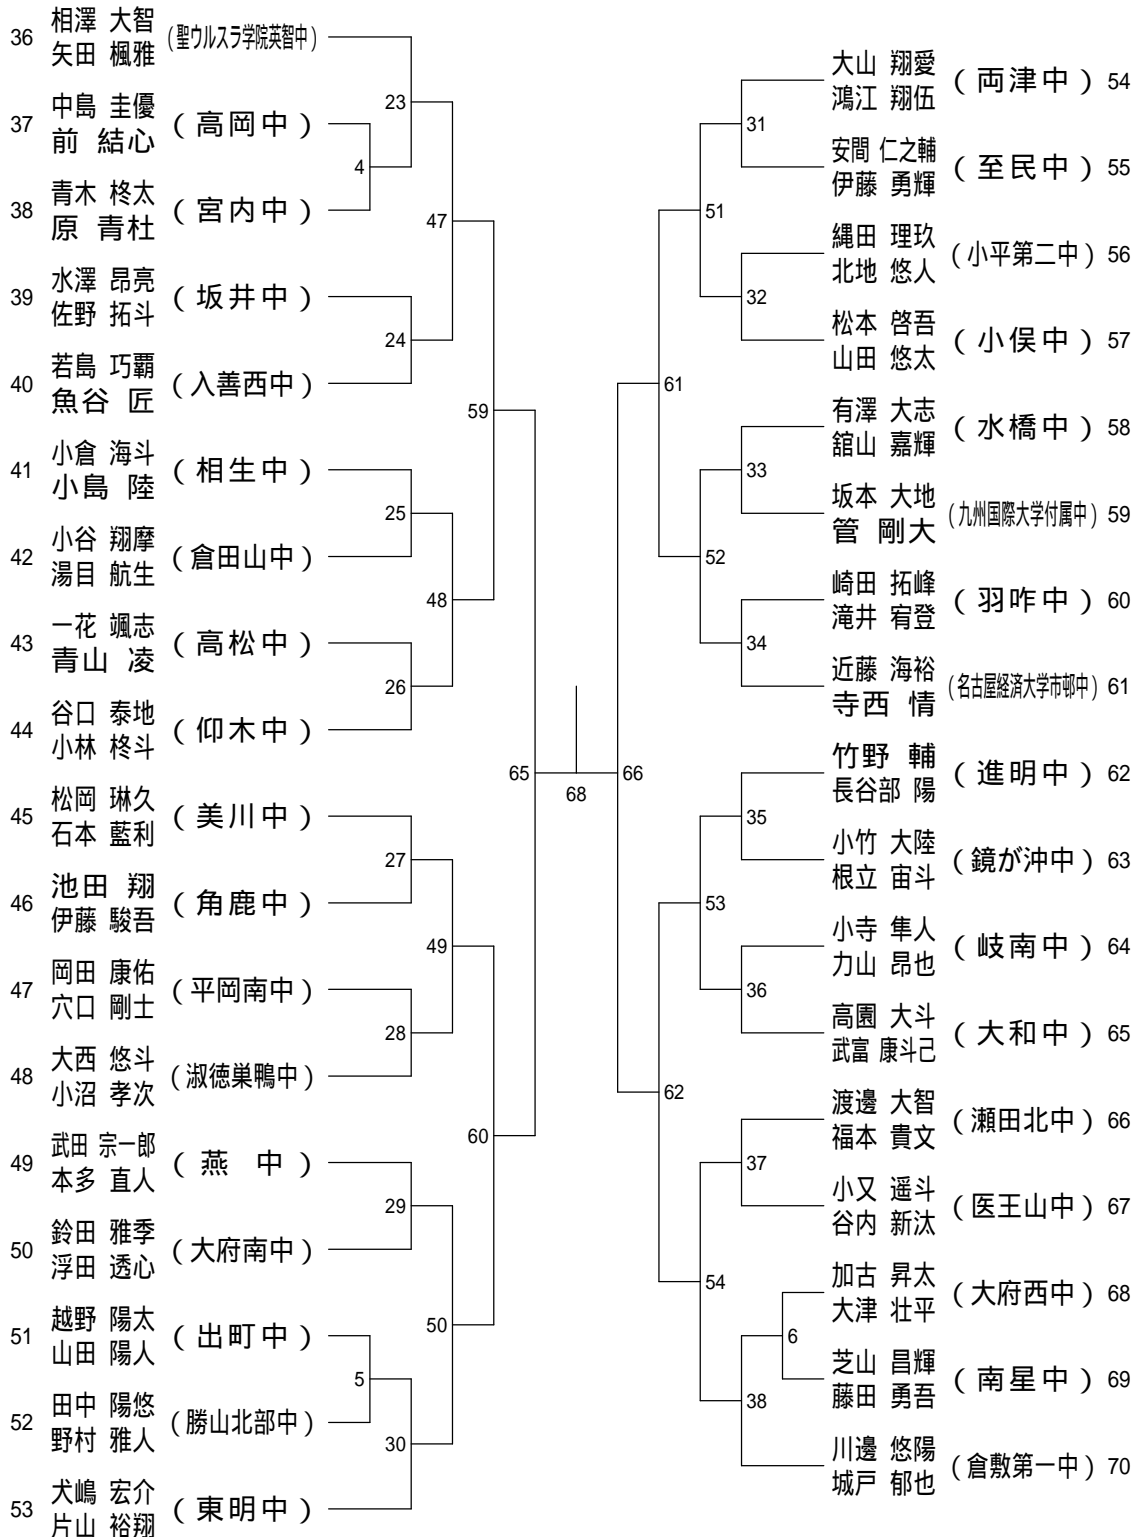 36 相澤 大智 (聖ウルスラ学院英智中)
矢田 楓雅
37 中島 圭優 (高岡中)
前 結心
38 青木 柊太 (宮内中)
原 青杜
39 水澤 昂亮 (坂井中)
佐野 拓斗
40 若島 巧覇 (入善西中)
魚谷 匠
41 小倉 海斗 (相生中)
小島 陸
42 小谷 翔摩 (倉田山中)
湯目 航生
43 一花 颯志 (高松中)
青山 凌
44 谷口 泰地 (仰木中)
小林 柊斗
45 松岡 琳久 (美川中)
石本 藍利
46 池田 翔 (角鹿中)
伊藤 駿吾
47 岡田 康佑 (平岡南中)
穴口 剛士
48 大西 悠斗 (淑徳巣鴨中)
小沼 孝次
49 武田 宗一郎 (燕 中)
本多 直人
50 鈴田 雅季 (大府南中)
浮田 透心
51 越野 陽太 (出町中)
山田 陽人
52 田中 陽悠 (勝山北部中)
野村 雅人
53 犬嶋 宏介 (東明中)
片山 裕翔
23
4
47
24
59
25
48
26
65
27
49
28
60
29
50
5
30
68
66
61
51
31
32
52
33
34
62
53
35
36
54
37
6
38
大山 翔愛 (両津中) 54
鴻江 翔伍
安間 仁之輔 (至民中) 55
伊藤 勇輝
縄田 理玖 (小平第二中) 56
北地 悠人
松本 啓吾 (小俣中) 57
山田 悠太
有澤 大志 (水橋中) 58
舘山 嘉輝
坂本 大地 (九州国際大学付属中) 59
管 剛大
崎田 拓峰 (羽咋中) 60
滝井 宥登
近藤 海裕 (名古屋経済大学市邨中) 61
寺西 情
竹野 輔 (進明中) 62
長谷部 陽
小竹 大陸 (鏡が沖中) 63
根立 宙斗
小寺 隼人 (岐南中) 64
力山 昂也
高園 大斗 (大和中) 65
武富 康斗己
渡邊 大智 (瀬田北中) 66
福本 貴文
小又 遥斗 (医王山中) 67
谷内 新汰
加古 昇太 (大府西中) 68
大津 壮平
芝山 昌輝 (南星中) 69
藤田 勇吾
川邊 悠陽 (倉敷第一中) 70
城戸 郁也